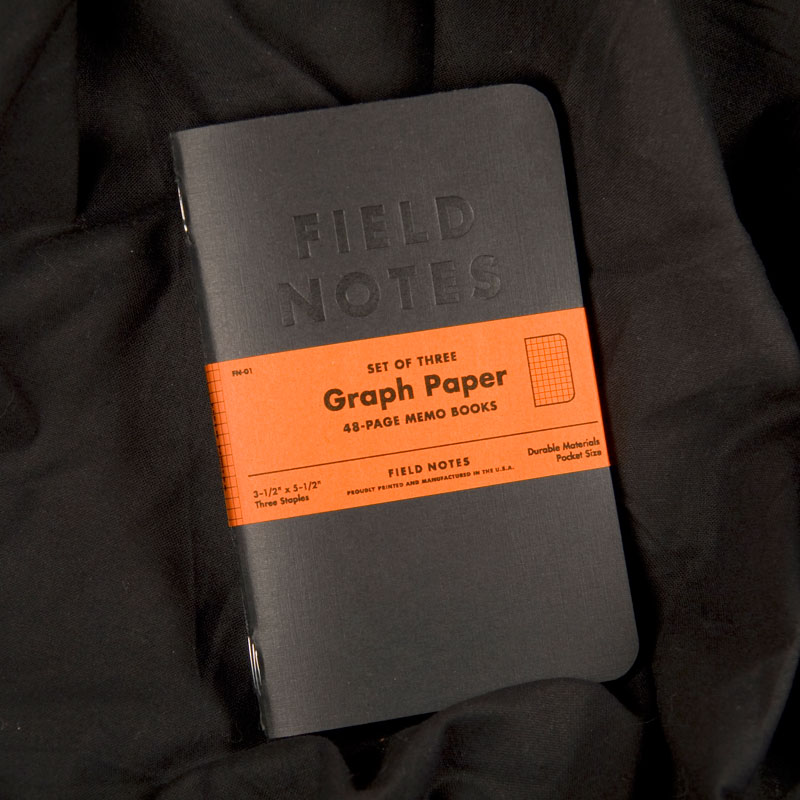 FIELD
NOTES
FN-01
SET OF THREE
Graph Paper
48-PAGE MEMO BOOKS
3-1/2" x 5-1/2"
Three Staples
FIELD NOTES
PROUDLY PRINTED AND MANUFACTURED IN THE U.S.A.
Durable Materials
Pocket Size